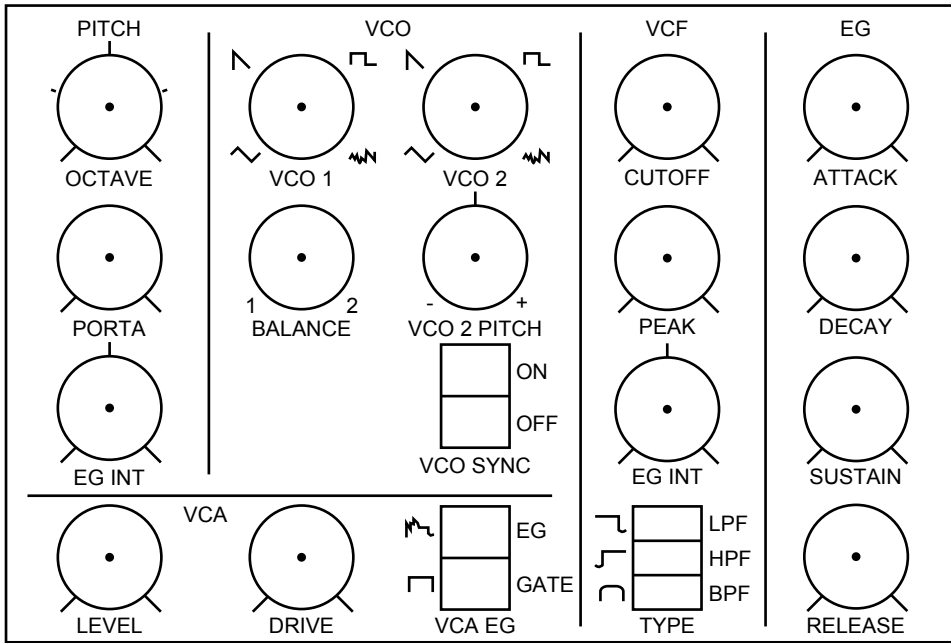 PITCH
VCO
VCF
EG
OCTAVE
VCO 1
VCO 2
CUTOFF
ATTACK
1
2
-
+
PORTA
BALANCE
VCO 2 PITCH
PEAK
DECAY
ON
OFF
EG INT
VCO SYNC
EG INT
SUSTAIN
VCA
EG
GATE
LPF
HPF
BPF
LEVEL
DRIVE
VCA EG
TYPE
RELEASE